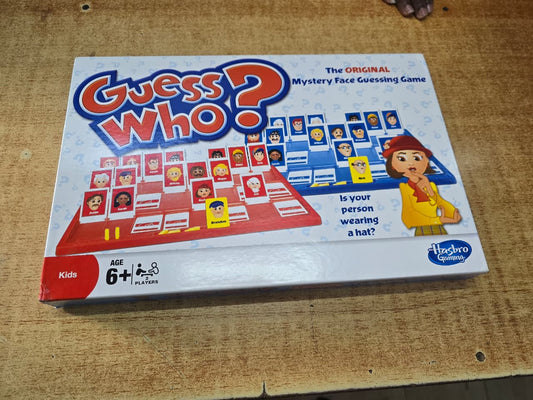 Guess
Who?
The ORIGINAL
Mystery Face Guessing Game
Is your
person
wearing
a hat?
Kids
AGE
6+
2
PLAYERS
Hasbro
Gaming